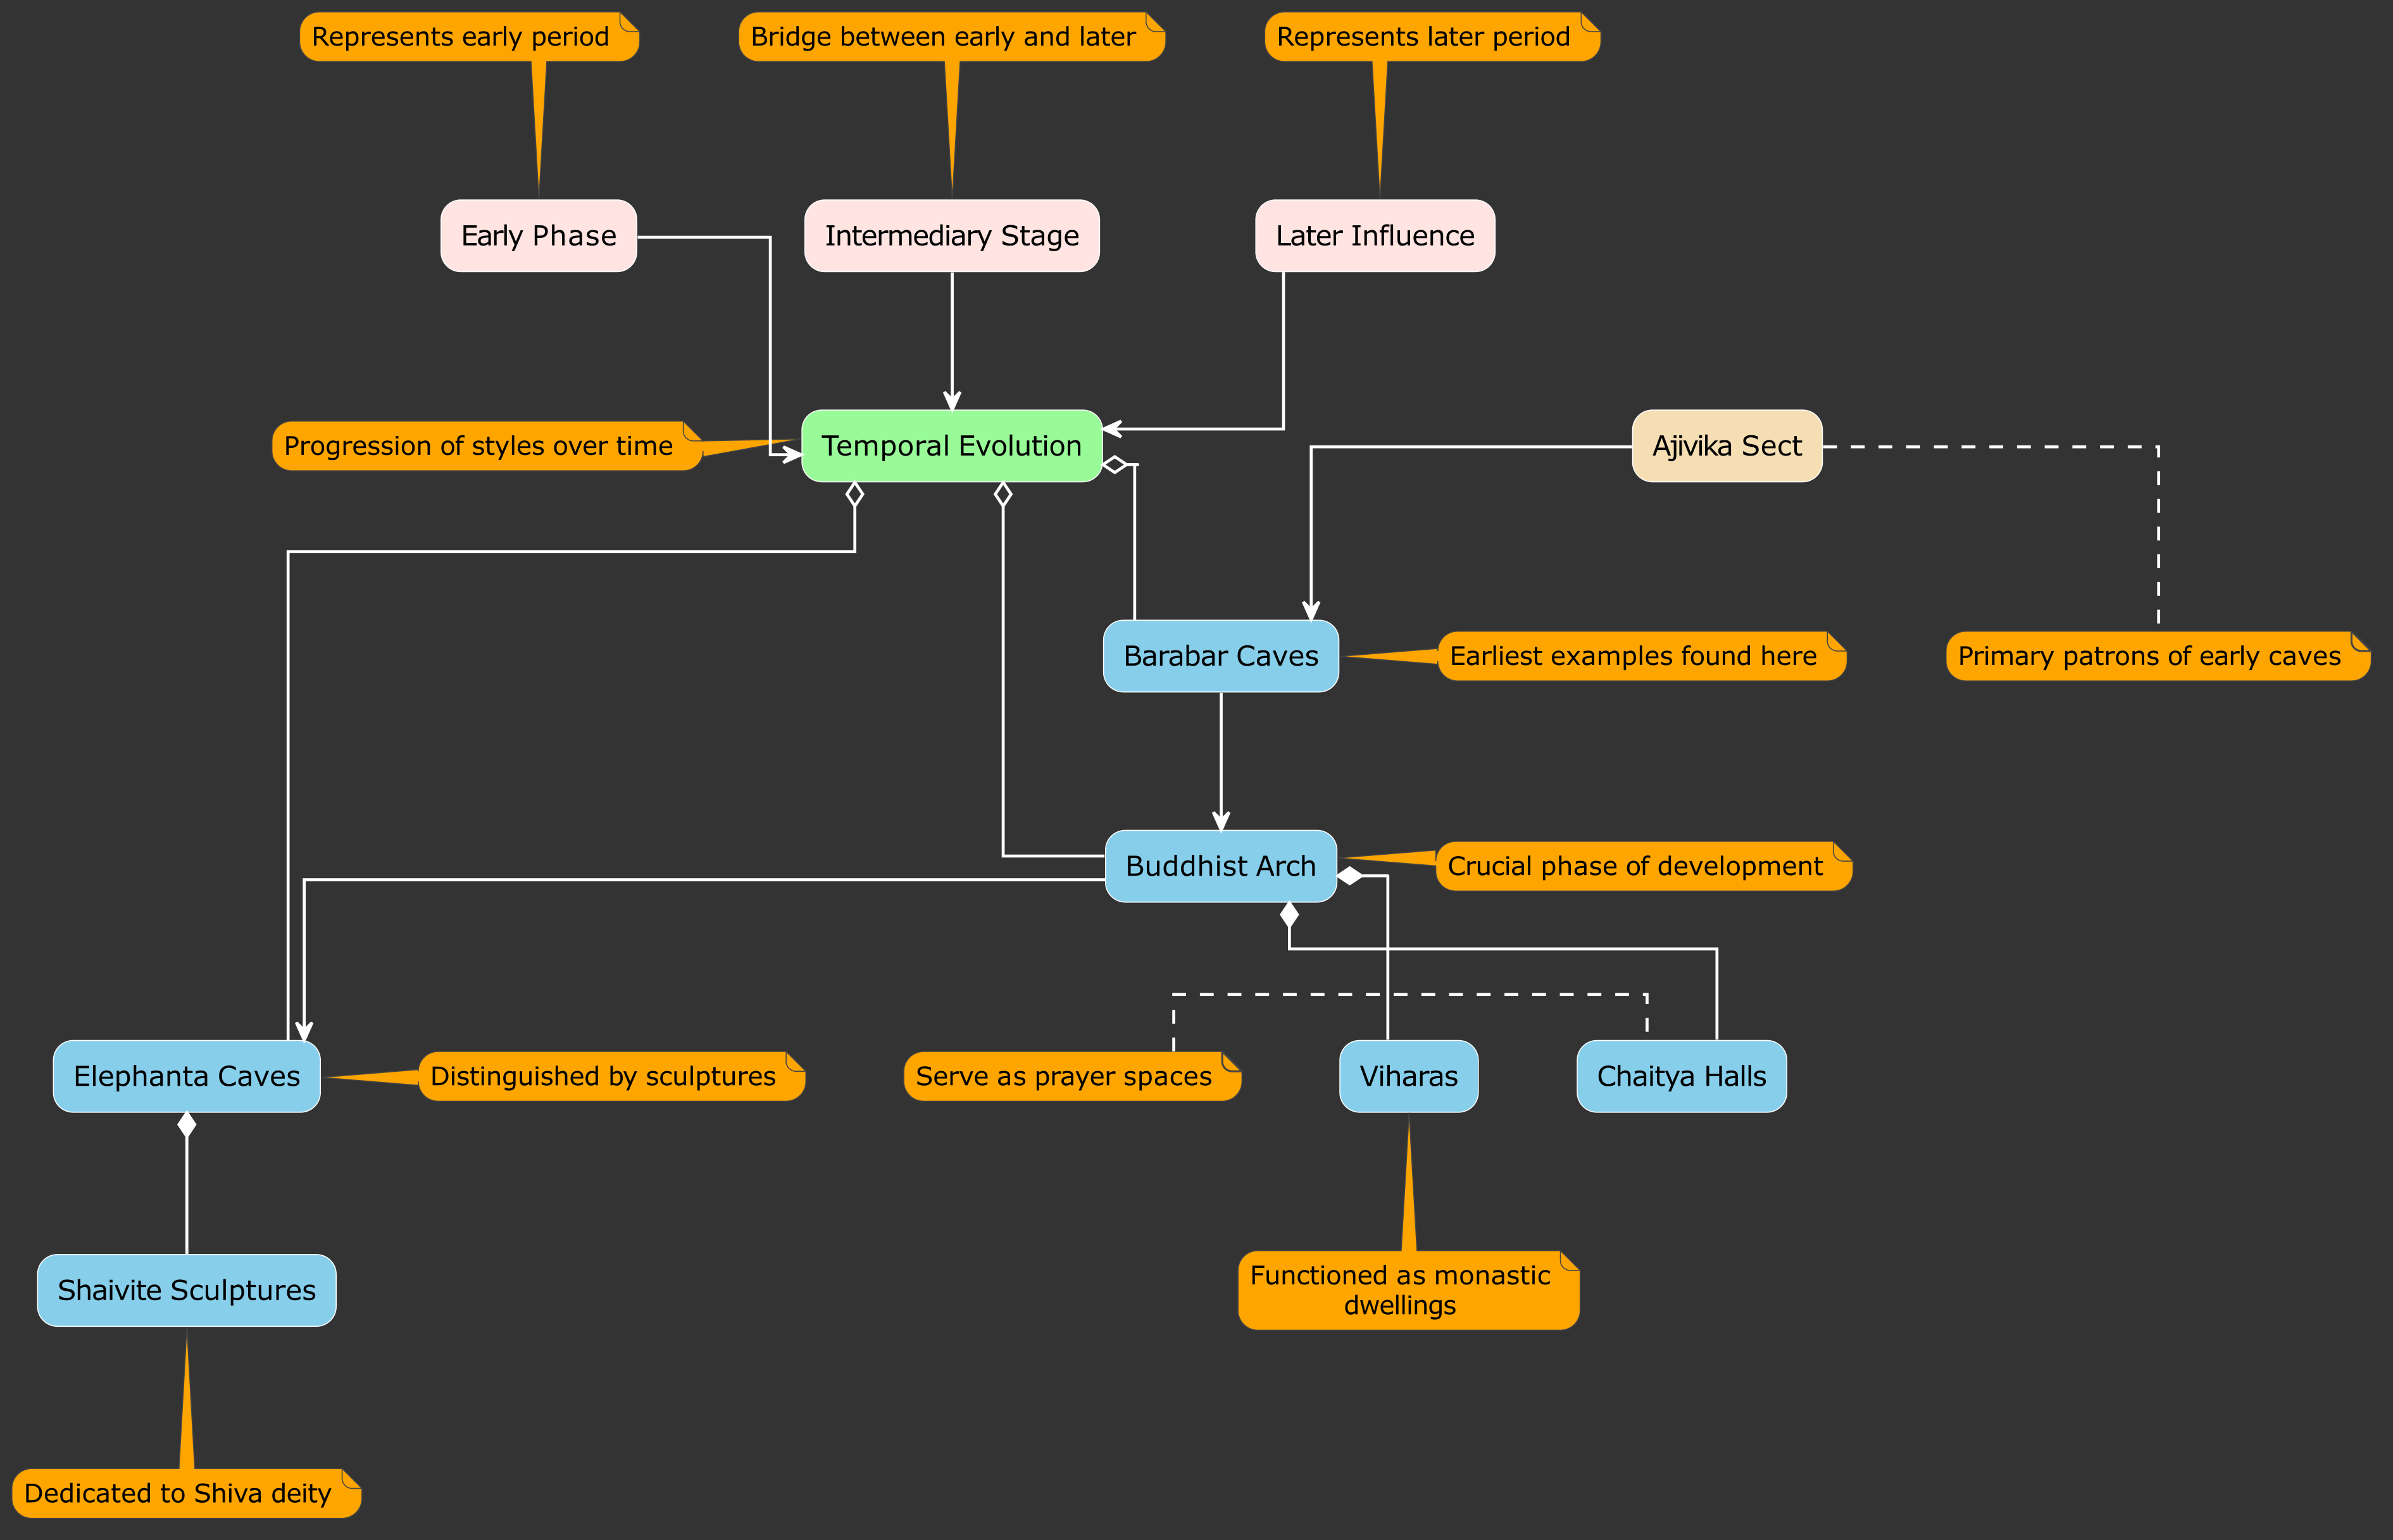 Represents early period
Bridge between early and later
Represents later period
Early Phase
Intermediary Stage
Later Influence
Progression of styles over time
Temporal Evolution
Ajivika Sect
Barabar Caves
Earliest examples found here
Primary patrons of early caves
Buddhist Arch
Crucial phase of development
Elephanta Caves
Distinguished by sculptures
Serve as prayer spaces
Viharas
Chaitya Halls
Shaivite Sculptures
Functioned as monastic
dwellings
Dedicated to Shiva deity